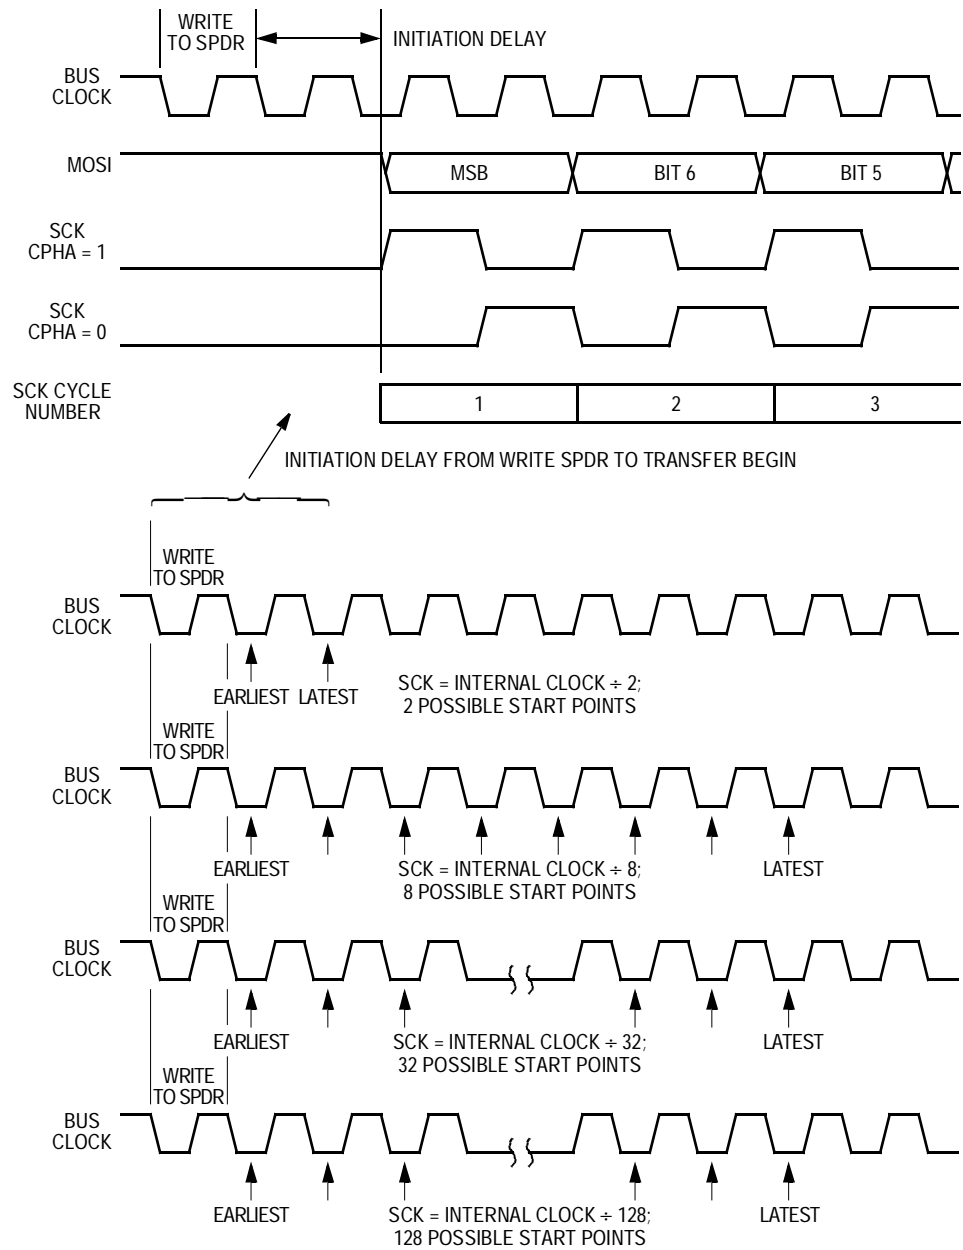 WRITE
TO SPDR
INITIATION DELAY
BUS
CLOCK
MOSI
MSB
BIT 6
BIT 5
SCK
CPHA = 1
SCK
CPHA = 0
SCK CYCLE
NUMBER
1
2
3
INITIATION DELAY FROM WRITE SPDR TO TRANSFER BEGIN
WRITE
TO SPDR
BUS
CLOCK
EARLIEST
LATEST
SCK = INTERNAL CLOCK ÷ 2;
2 POSSIBLE START POINTS
WRITE
TO SPDR
BUS
CLOCK
EARLIEST
SCK = INTERNAL CLOCK ÷ 8;
8 POSSIBLE START POINTS
LATEST
WRITE
TO SPDR
BUS
CLOCK
EARLIEST
SCK = INTERNAL CLOCK ÷ 32;
32 POSSIBLE START POINTS
LATEST
WRITE
TO SPDR
BUS
CLOCK
EARLIEST
SCK = INTERNAL CLOCK ÷ 128;
128 POSSIBLE START POINTS
LATEST